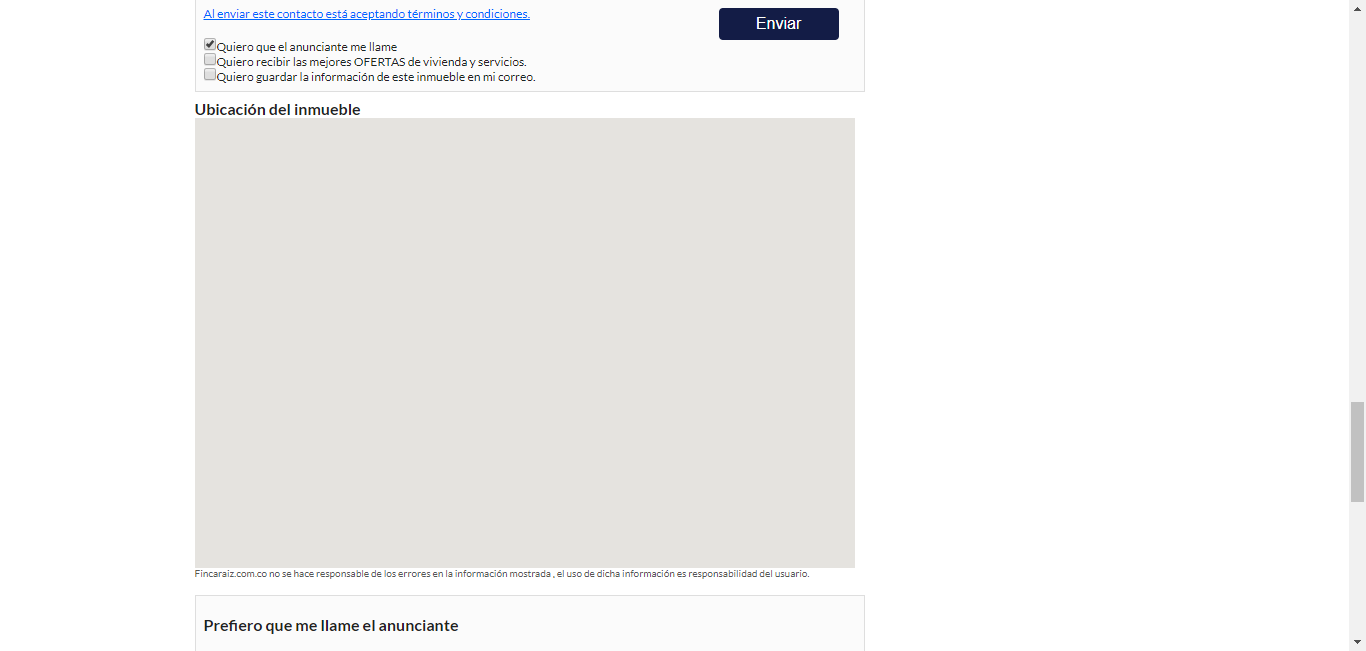 Al enviar este contacto está aceptando términos y condiciones.
Enviar
Quiero que el anunciante me llame
Quiero recibir las mejores OFERTAS de vivienda y servicios.
Quiero guardar la información de este inmueble en mi correo.
Ubicación del inmueble
Fincaraiz.com.co no se hace responsable de los errores en la información mostrada , el uso de dicha información es responsabilidad del usuario.
Prefiero que me llame el anunciante